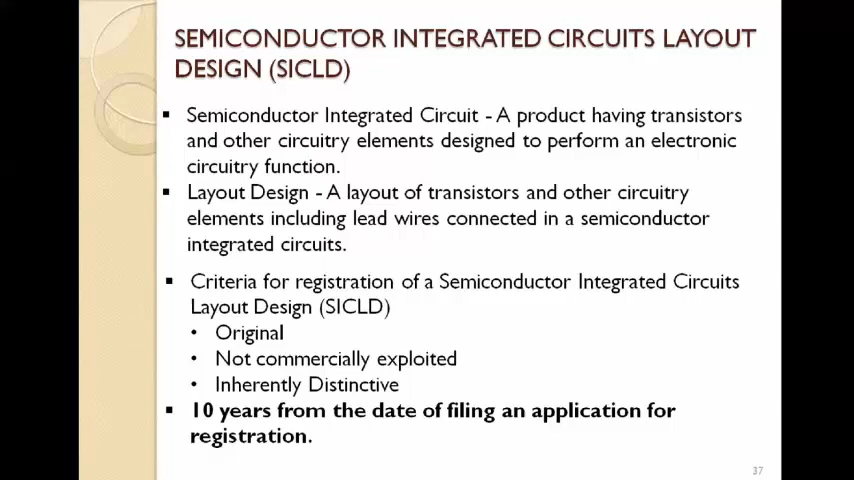 SEMICONDUCTOR INTEGRATED CIRCUITS LAYOUT
DESIGN (SICLD)
▪ Semiconductor Integrated Circuit - A product having transistors
and other circuitry elements designed to perform an electronic
circuitry function.
▪ Layout Design - A layout of transistors and other circuitry
elements including lead wires connected in a semiconductor
integrated circuits.
▪ Criteria for registration of a Semiconductor Integrated Circuits
Layout Design (SICLD)
• Original
• Not commercially exploited
• Inherently Distinctive
▪ 10 years from the date of filing an application for
registration.
37